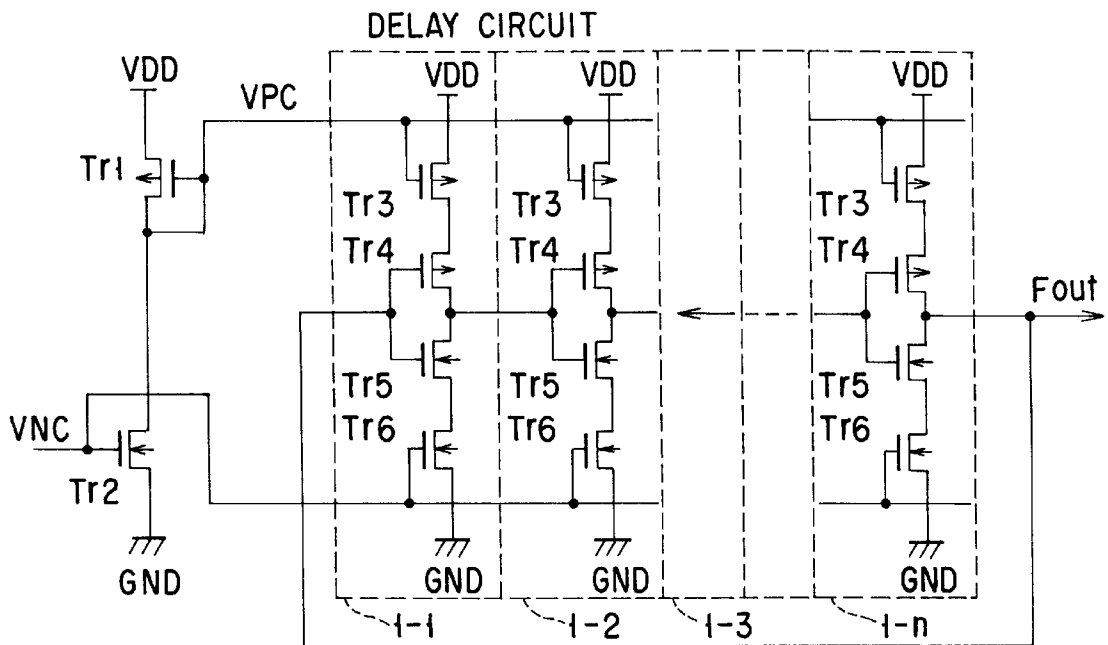 DELAY CIRCUIT
VDD VDD VDD VDD
VPC
Tr1
Tr3 Tr3 Tr3
Tr4 Tr4 Tr4
Fout
Tr5 Tr5 Tr5
VNC Tr6 Tr6 Tr6
Tr2
GND GND GND GND
1-1 1-2 1-3 1-n